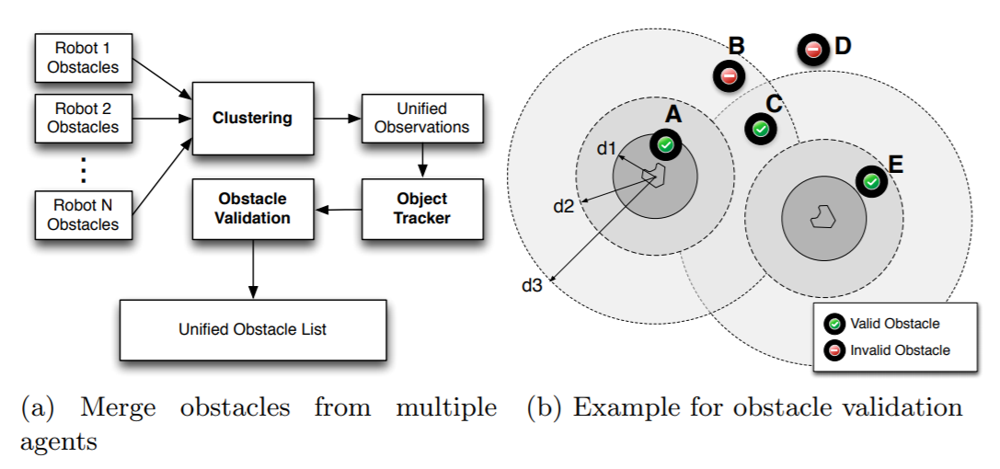 Robot 1
Obstacles
Robot 2
Obstacles
Robot N
Obstacles
Clustering
Unified
Observations
Obstacle
Validation
Object
Tracker
Unified Obstacle List
A
B
C
D
E
d1
d2
d3
Valid Obstacle
Invalid Obstacle
(a) Merge obstacles from multiple
agents
(b) Example for obstacle validation